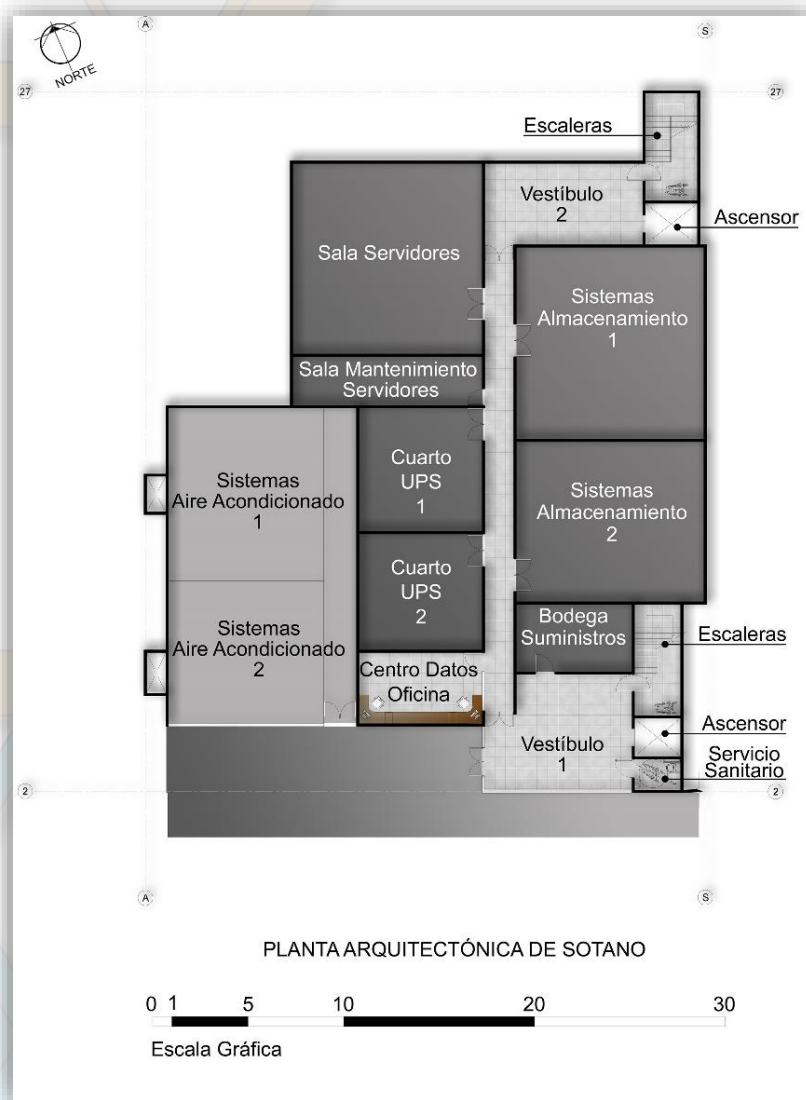 A
S
NORTE
27
27
Escaleras
Vestíbulo
2
Ascensor
Sala Servidores
Sistemas
Almacenamiento
1
Sala Mantenimiento
Servidores
Sistemas
Aire Acondicionado
1
Cuarto
UPS
1
Sistemas
Almacenamiento
2
Cuarto
UPS
2
Sistemas
Aire Acondicionado
2
Bodega
Suministros
Escaleras
Centro Datos
Oficina
Ascensor
Vestíbulo
1
Servicio
Sanitario
2
2
A
S
PLANTA ARQUITECTÓNICA DE SOTANO
0 1 5 10 20 30
Escala Gráfica